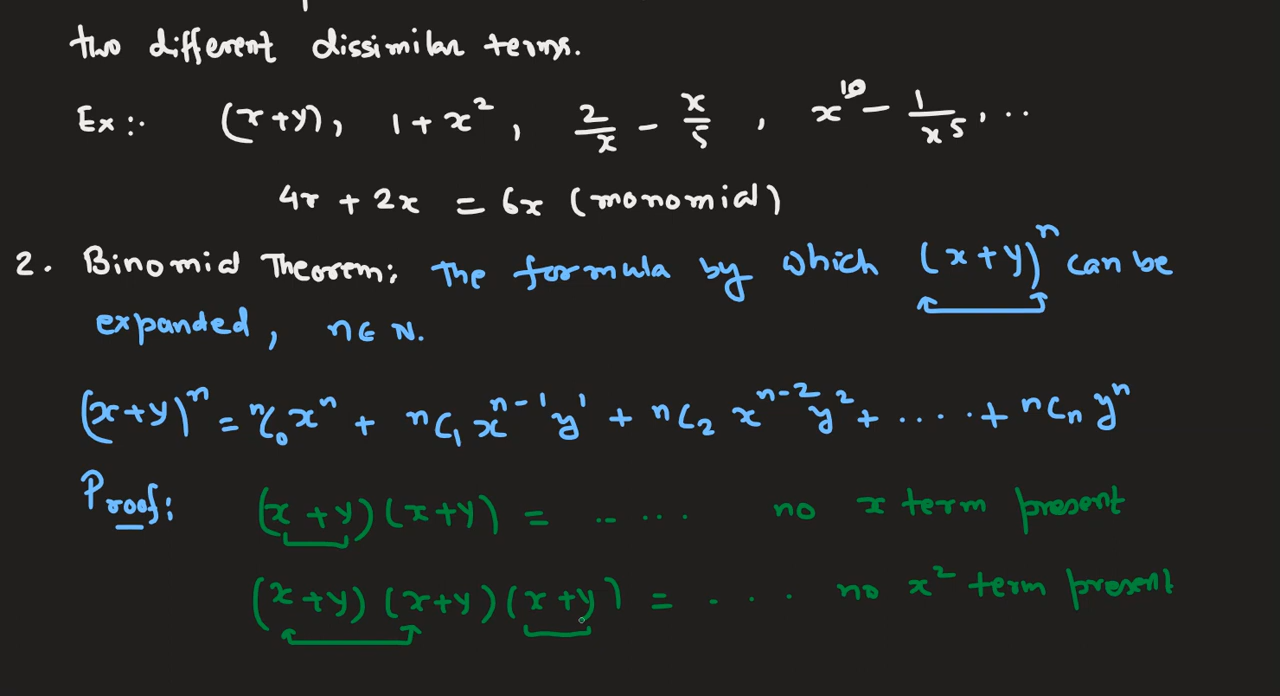 two different dissimilar terms.
Ex :- (x+y), 1 + x², 2/x - x/5, x¹⁰ - 1/x⁵, ..
4x + 2x = 6x (monomial)
2. Binomial Theorem: The formula by which (x+y)ⁿ can be
expanded, n ∈ N.
(x+y)ⁿ = ⁿC₀ xⁿ + ⁿC₁ xⁿ⁻¹ y¹ + ⁿC₂ xⁿ⁻² y² + ..... + ⁿCₙ yⁿ
Proof: (x+y)(x+y) = ..... no x term present
(x+y)(x+y)(x+y) = .... no x² term present